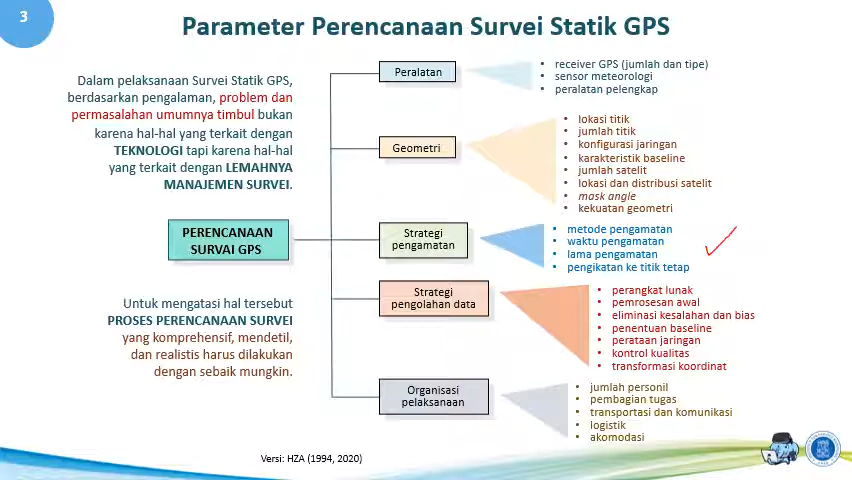 3
Parameter Perencanaan Survei Statik GPS
Dalam pelaksanaan Survei Statik GPS,
berdasarkan pengalaman, problem dan
permasalahan umumnya timbul bukan
karena hal-hal yang terkait dengan
TEKNOLOGI tapi karena hal-hal
yang terkait dengan LEMAHNYA
MANAJEMEN SURVEI.
PERENCANAAN
SURVAI GPS
Untuk mengatasi hal tersebut
PROSES PERENCANAAN SURVEI
yang komprehensif, mendetil,
dan realistis harus dilakukan
dengan sebaik mungkin.
Peralatan
• receiver GPS (jumlah dan tipe)
• sensor meteorologi
• peralatan pelengkap
Geometri
• lokasi titik
• jumlah titik
• konfigurasi jaringan
• karakteristik baseline
• jumlah satelit
• lokasi dan distribusi satelit
• mask angle
• kekuatan geometri
Strategi
pengamatan
• metode pengamatan
• waktu pengamatan
• lama pengamatan
• pengikatan ke titik tetap
Strategi
pengolahan data
• perangkat lunak
• pemrosesan awal
• eliminasi kesalahan dan bias
• penentuan baseline
• perataan jaringan
• kontrol kualitas
• transformasi koordinat
Organisasi
pelaksanaan
• jumlah personil
• pembagian tugas
• transportasi dan komunikasi
• logistik
• akomodasi
Versi: HZA (1994, 2020)